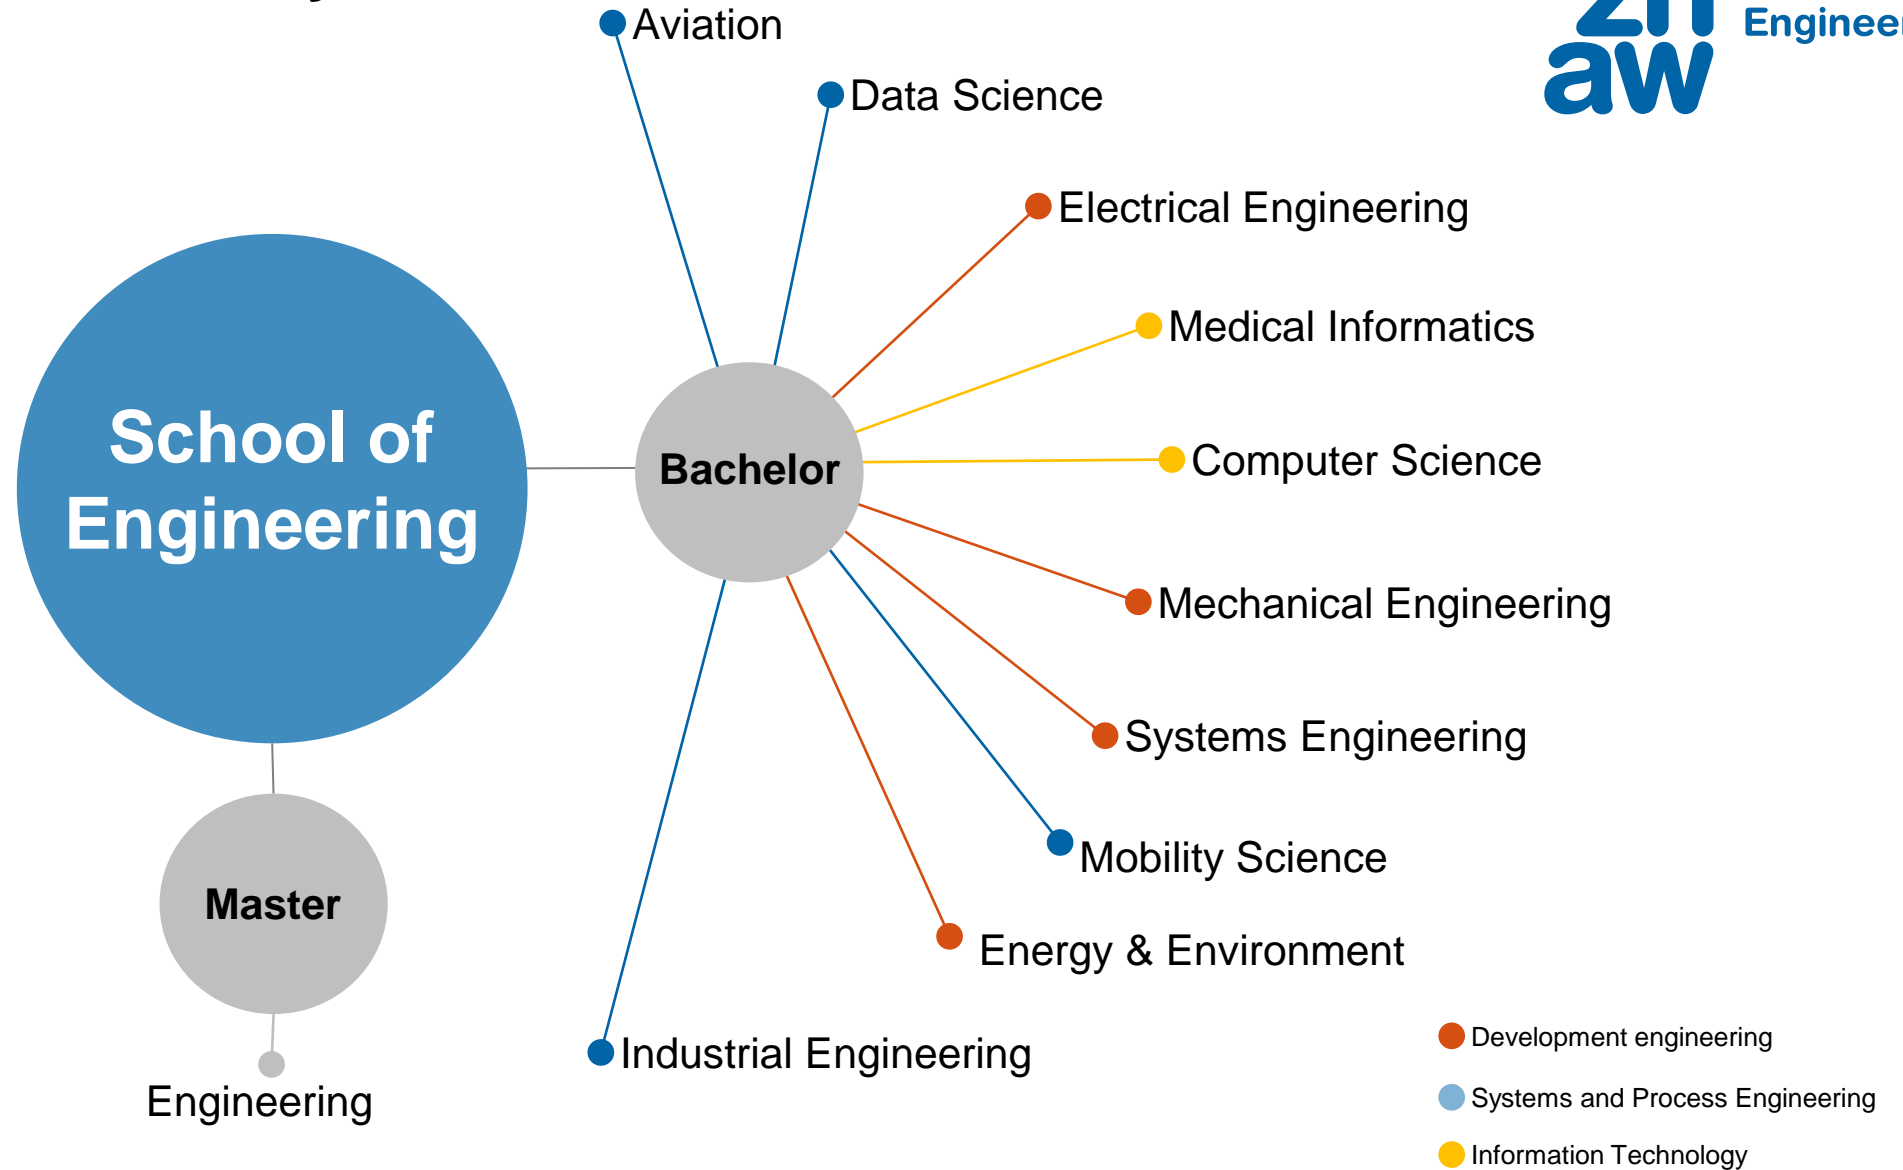 Aviation
Data Science
Electrical Engineering
Medical Informatics
Computer Science
Mechanical Engineering
Systems Engineering
Mobility Science
Energy & Environment
Industrial Engineering
School of
Engineering
Bachelor
Master
Engineering
Development engineering
Systems and Process Engineering
Information Technology
zh
aw